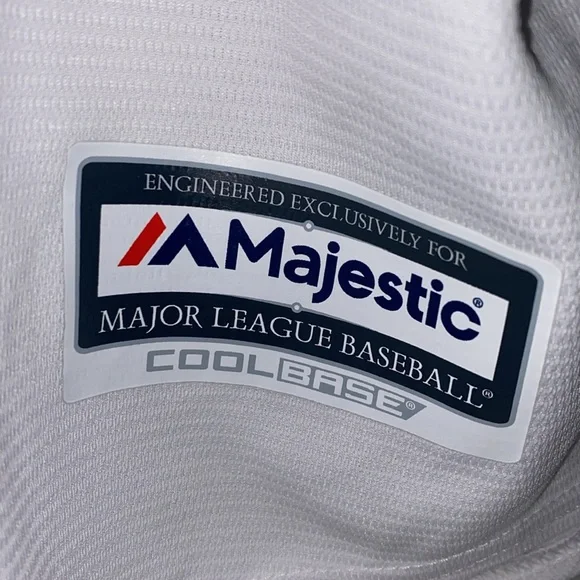 ENGINEERED EXCLUSIVELY FOR
Majestic®
MAJOR LEAGUE BASEBALL®
COOLBASE®